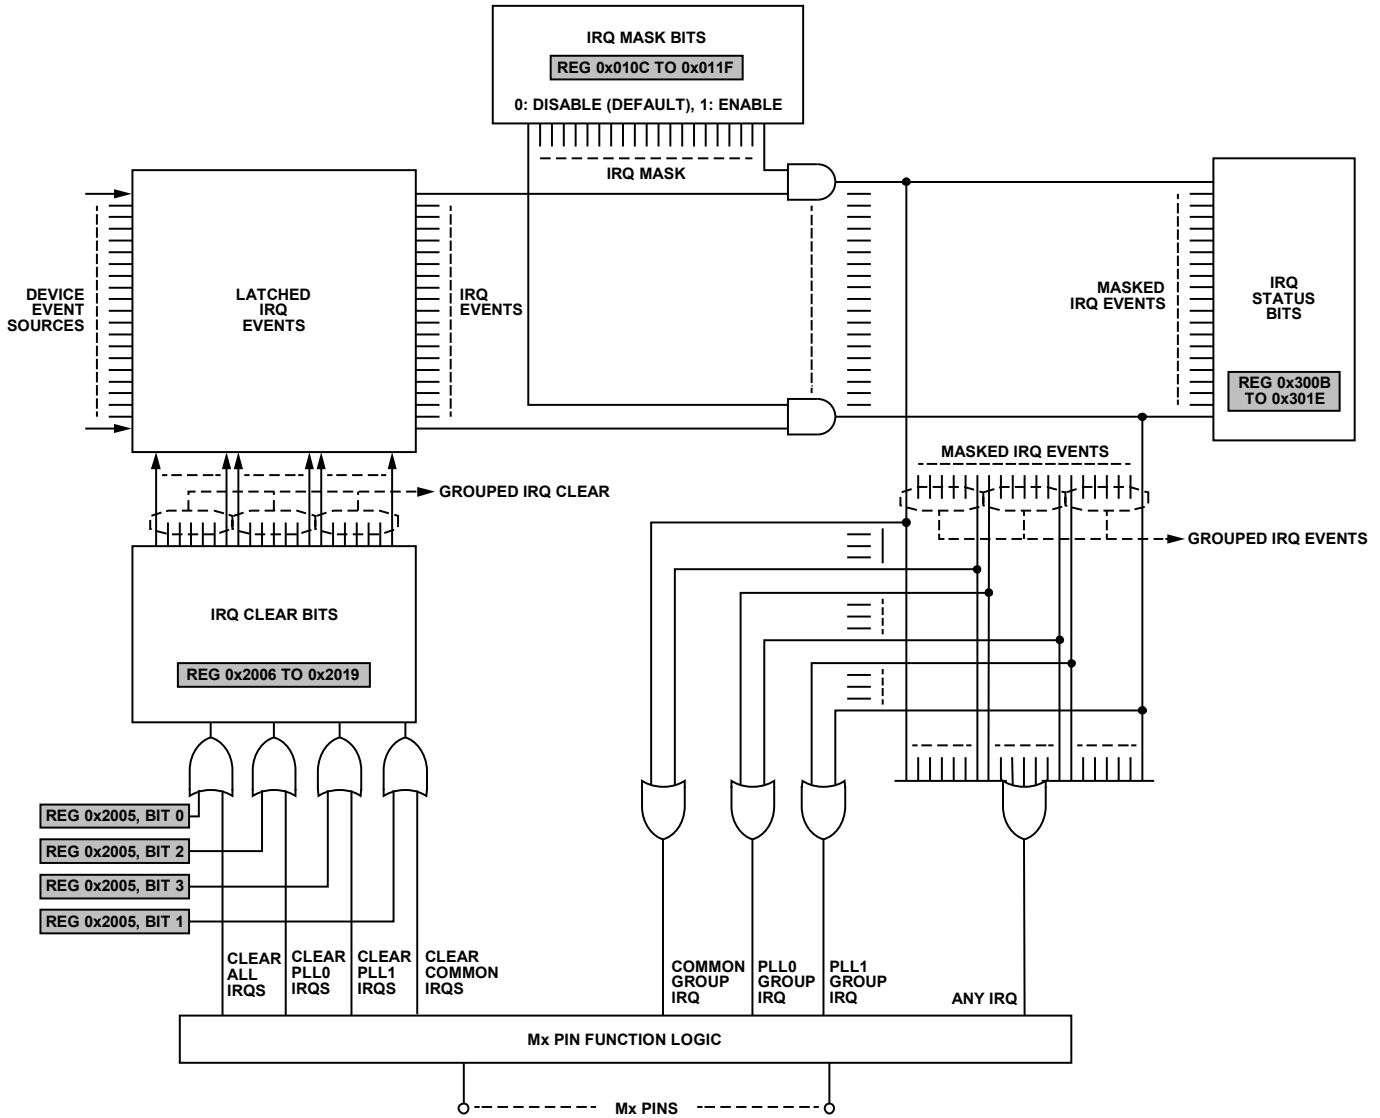 IRQ MASK BITS
REG 0x010C TO 0x011F
0: DISABLE (DEFAULT), 1: ENABLE
IRQ MASK
DEVICE
EVENT
SOURCES
LATCHED
IRQ
EVENTS
IRQ
EVENTS
MASKED
IRQ EVENTS
IRQ
STATUS
BITS
REG 0x300B
TO 0x301E
MASKED IRQ EVENTS
GROUPED IRQ CLEAR
GROUPED IRQ EVENTS
IRQ CLEAR BITS
REG 0x2006 TO 0x2019
REG 0x2005, BIT 0
REG 0x2005, BIT 2
REG 0x2005, BIT 3
REG 0x2005, BIT 1
CLEAR
ALL
IRQS
CLEAR
PLL0
IRQS
CLEAR
PLL1
IRQS
CLEAR
COMMON
IRQS
COMMON
GROUP
IRQ
PLL0
GROUP
IRQ
PLL1
GROUP
IRQ
ANY IRQ
Mx PIN FUNCTION LOGIC
Mx PINS